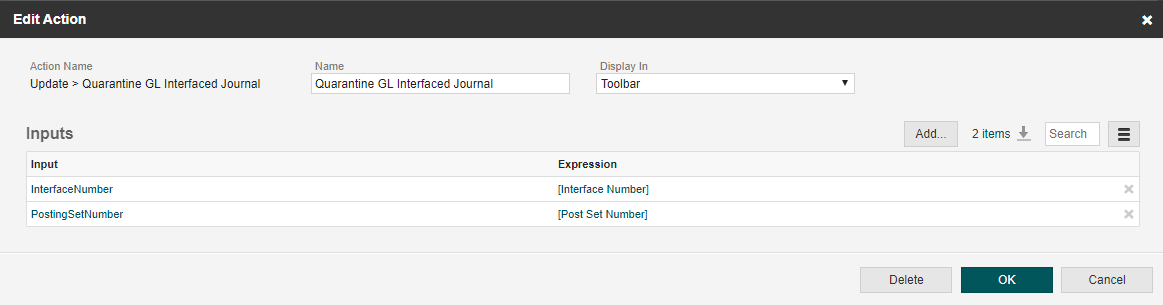 Edit Action
Action Name Name Display In
Update > Quarantine GL Interfaced Journal Quarantine GL Interfaced Journal Toolbar
Inputs Add... 2 items Search
Input Expression
InterfaceNumber [Interface Number]
PostingSetNumber [Post Set Number]
Delete OK Cancel